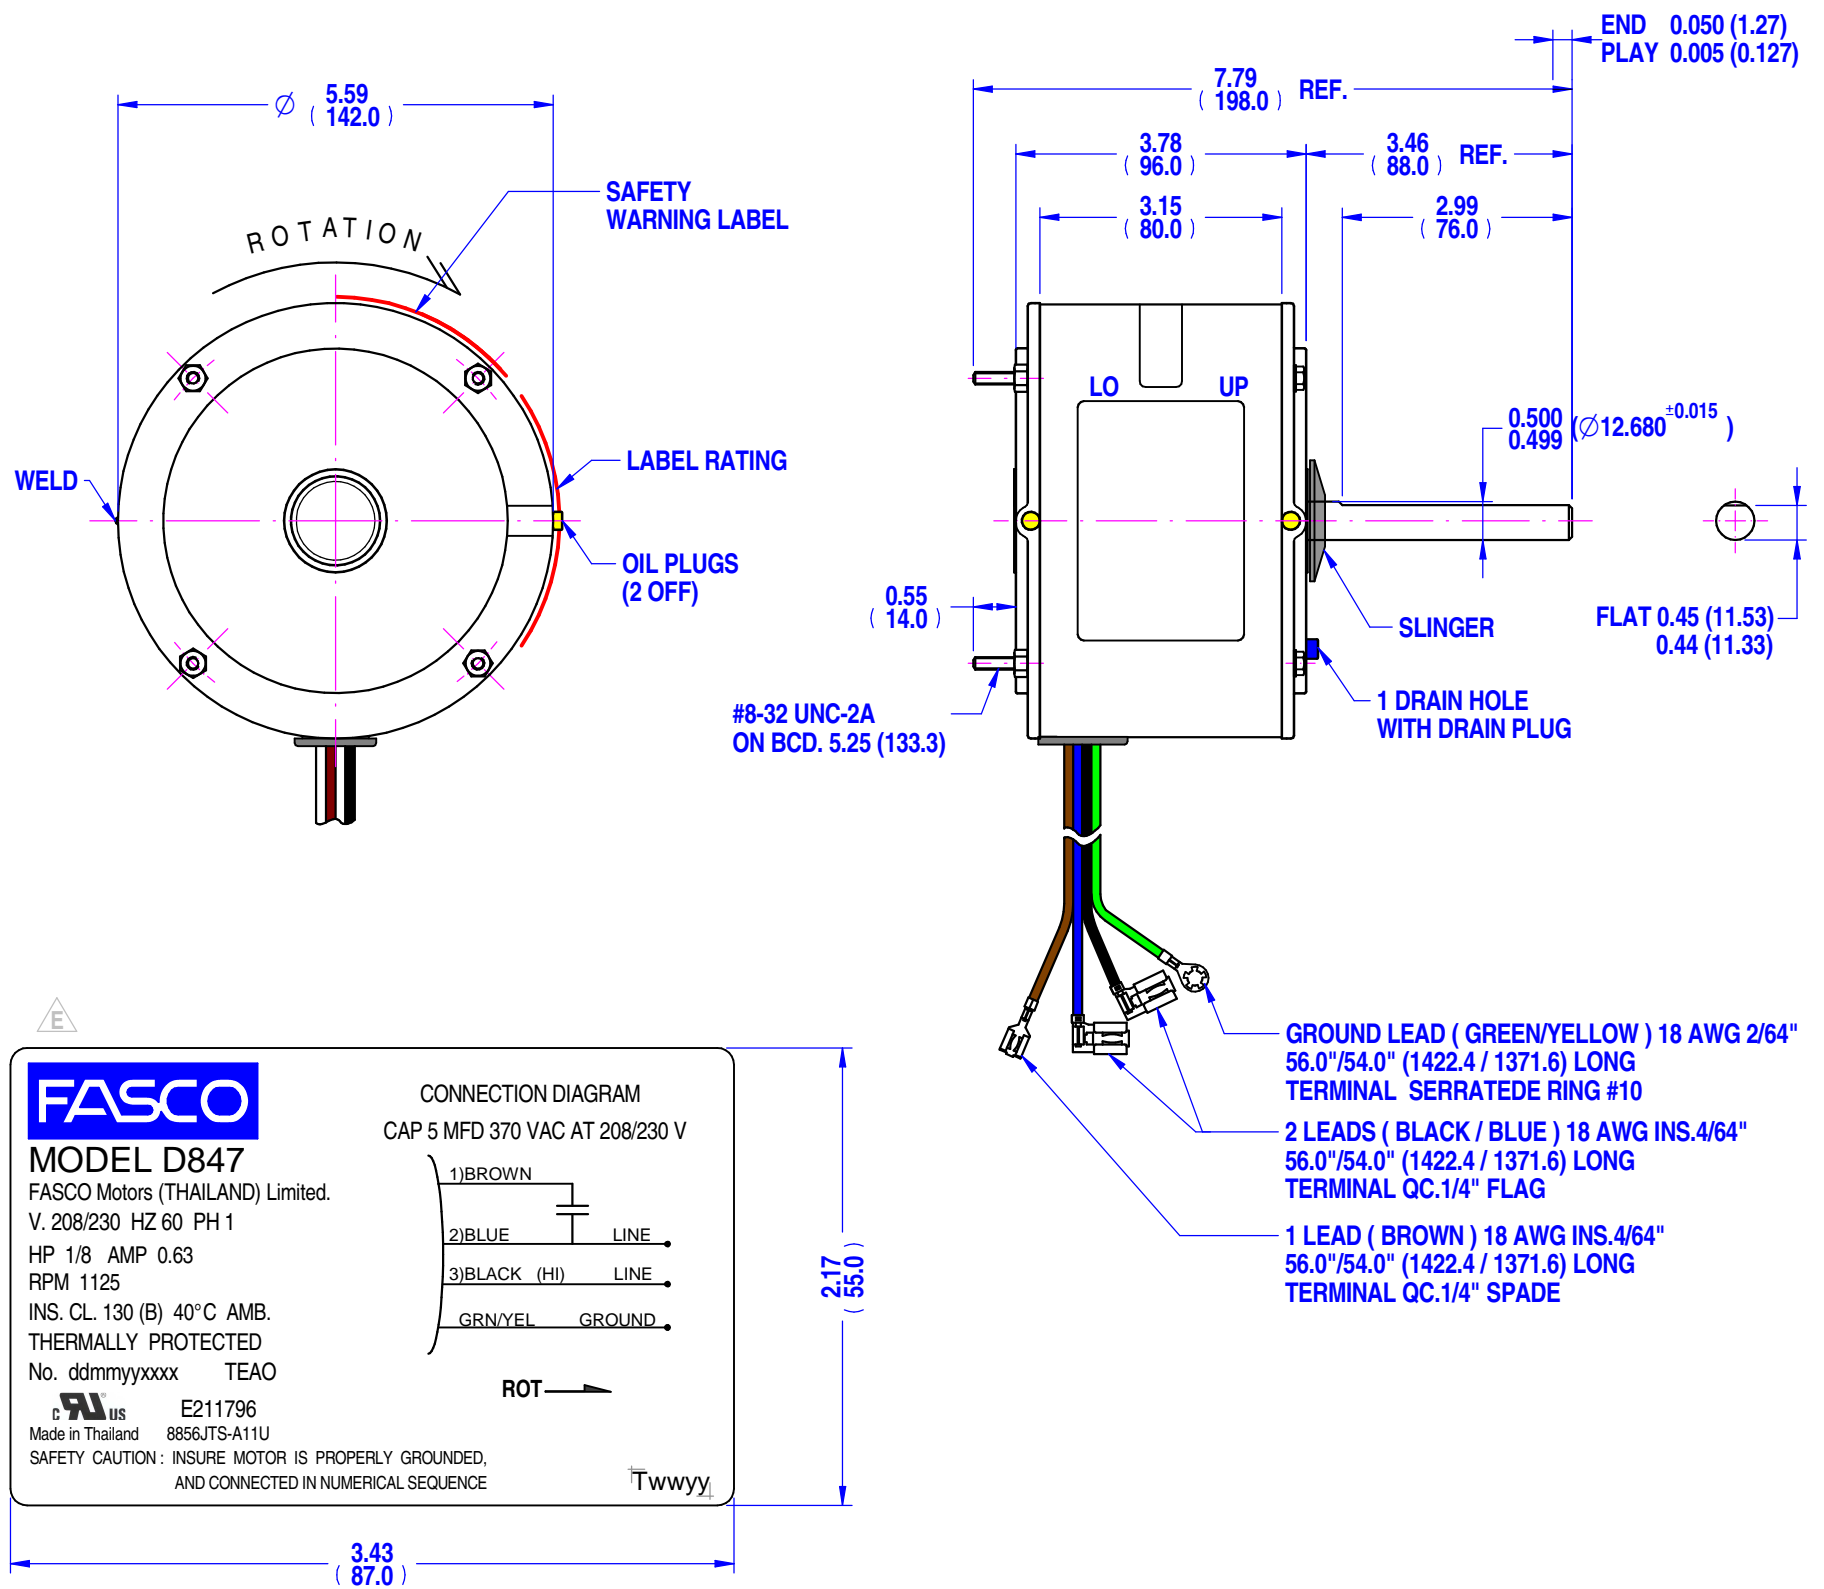 END 0.050 (1.27)
PLAY 0.005 (0.127)
7.79
( 198.0 ) REF.
5.59
Ø ( 142.0 )
3.78
( 96.0 )
3.46
( 88.0 ) REF.
SAFETY
WARNING LABEL
3.15
( 80.0 )
2.99
( 76.0 )
ROTATION
LO UP
0.500
0.499 (Ø12.680 ±0.015 )
LABEL RATING
WELD
OIL PLUGS
(2 OFF)
0.55
( 14.0 )
SLINGER
FLAT 0.45 (11.53)
0.44 (11.33)
1 DRAIN HOLE
WITH DRAIN PLUG
#8-32 UNC-2A
ON BCD. 5.25 (133.3)
GROUND LEAD ( GREEN/YELLOW ) 18 AWG 2/64"
56.0"/54.0" (1422.4 / 1371.6) LONG
TERMINAL SERRATEDE RING #10
2 LEADS ( BLACK / BLUE ) 18 AWG INS.4/64"
56.0"/54.0" (1422.4 / 1371.6) LONG
TERMINAL QC.1/4" FLAG
1 LEAD ( BROWN ) 18 AWG INS.4/64"
56.0"/54.0" (1422.4 / 1371.6) LONG
TERMINAL QC.1/4" SPADE
E
FASCO
MODEL D847
FASCO Motors (THAILAND) Limited.
V. 208/230 HZ 60 PH 1
HP 1/8 AMP 0.63
RPM 1125
INS. CL. 130 (B) 40°C AMB.
THERMALLY PROTECTED
No. ddmmyyxxxx TEAO
c RU ® US E211796
Made in Thailand 8856JTS-A11U
SAFETY CAUTION : INSURE MOTOR IS PROPERLY GROUNDED,
AND CONNECTED IN NUMERICAL SEQUENCE
CONNECTION DIAGRAM
CAP 5 MFD 370 VAC AT 208/230 V
1)BROWN
2)BLUE LINE
3)BLACK (HI) LINE
GRN/YEL GROUND
ROT
Twwyy
2.17
( 55.0 )
3.43
( 87.0 )